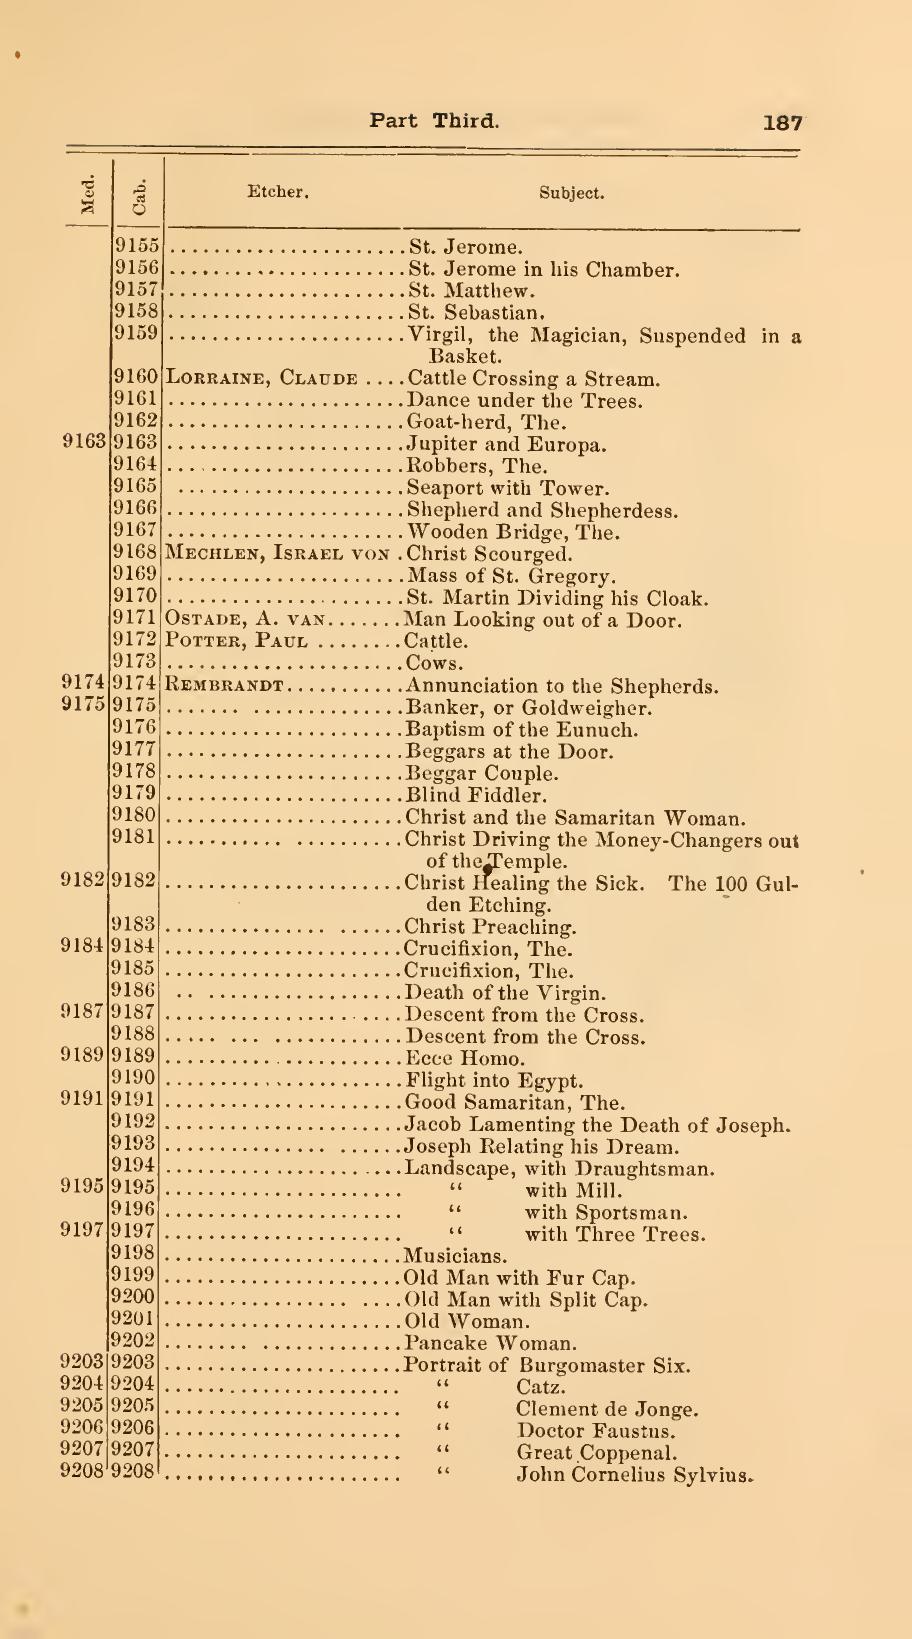 Part Third. 187
Med. Cab. Etcher. Subject.
9155 ...................... St. Jerome.
9156 ...................... St. Jerome in his Chamber.
9157 ...................... St. Matthew.
9158 ...................... St. Sebastian.
9159 ...................... Virgil, the Magician, Suspended in a
Basket.
9160 LORRAINE, CLAUDE .... Cattle Crossing a Stream.
9161 ...................... Dance under the Trees.
9162 ...................... Goat-herd, The.
9163 9163 ...................... Jupiter and Europa.
9164 ...................... Robbers, The.
9165 ..................... Seaport with Tower.
9166 ...................... Shepherd and Shepherdess.
9167 ...................... Wooden Bridge, The.
9168 MECHLEN, ISRAEL VON . Christ Scourged.
9169 ...................... Mass of St. Gregory.
9170 ...................... St. Martin Dividing his Cloak.
9171 OSTADE, A. VAN....... Man Looking out of a Door.
9172 POTTER, PAUL ........ Cattle.
9173 ...................... Cows.
9174 9174 REMBRANDT........... Annunciation to the Shepherds.
9175 9175 ....... .............. Banker, or Goldweigher.
9176 ...................... Baptism of the Eunuch.
9177 ...................... Beggars at the Door.
9178 ...................... Beggar Couple.
9179 ...................... Blind Fiddler.
9180 ...................... Christ and the Samaritan Woman.
9181 ........... .......... Christ Driving the Money-Changers out
of the Temple.
9182 9182 ...................... Christ Healing the Sick. The 100 Gul-
den Etching.
9183 ............... ...... Christ Preaching.
9184 9184 ...................... Crucifixion, The.
9185 ...................... Crucifixion, The.
9186 .. .................. Death of the Virgin.
9187 9187 ...................... Descent from the Cross.
9188 ..... ... ............ Descent from the Cross.
9189 9189 ...................... Ecce Homo.
9190 ...................... Flight into Egypt.
9191 9191 ...................... Good Samaritan, The.
9192 ...................... Jacob Lamenting the Death of Joseph.
9193 ............... ...... Joseph Relating his Dream.
9194 ...................... Landscape, with Draughtsman.
9195 9195 ...................... “ with Mill.
9196 ...................... “ with Sportsman.
9197 9197 ...................... “ with Three Trees.
9198 ...................... Musicians.
9199 ...................... Old Man with Fur Cap.
9200 ................. .... Old Man with Split Cap.
9201 ...................... Old Woman.
9202 ........ ............. Pancake Woman.
9203 9203 ...................... Portrait of Burgomaster Six.
9204 9204 ...................... “ Catz.
9205 9205 ...................... “ Clement de Jonge.
9206 9206 ...................... “ Doctor Faustus.
9207 9207 ...................... “ Great Coppenal.
9208 9208 ...................... “ John Cornelius Sylvius.